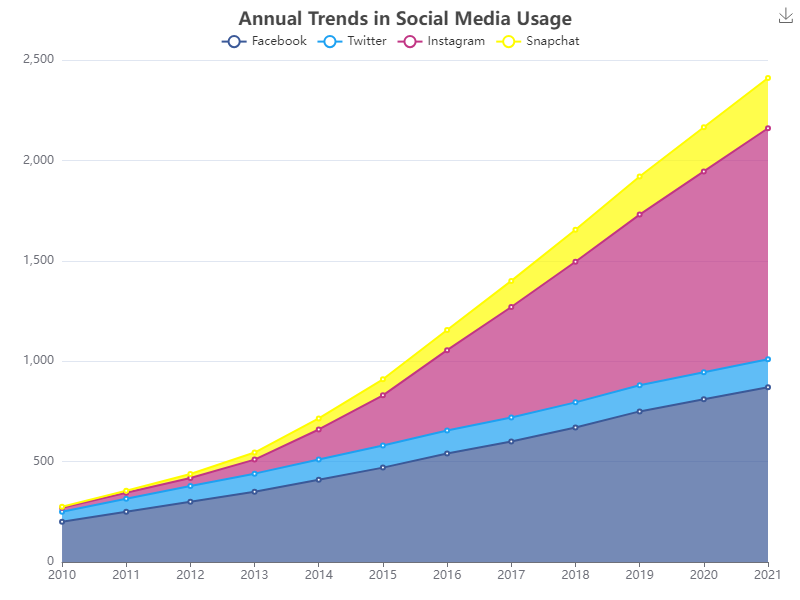 Annual Trends in Social Media Usage
Facebook Twitter Instagram Snapchat
2,500
2,000
1,500
1,000
500
0
2010 2011 2012 2013 2014 2015 2016 2017 2018 2019 2020 2021